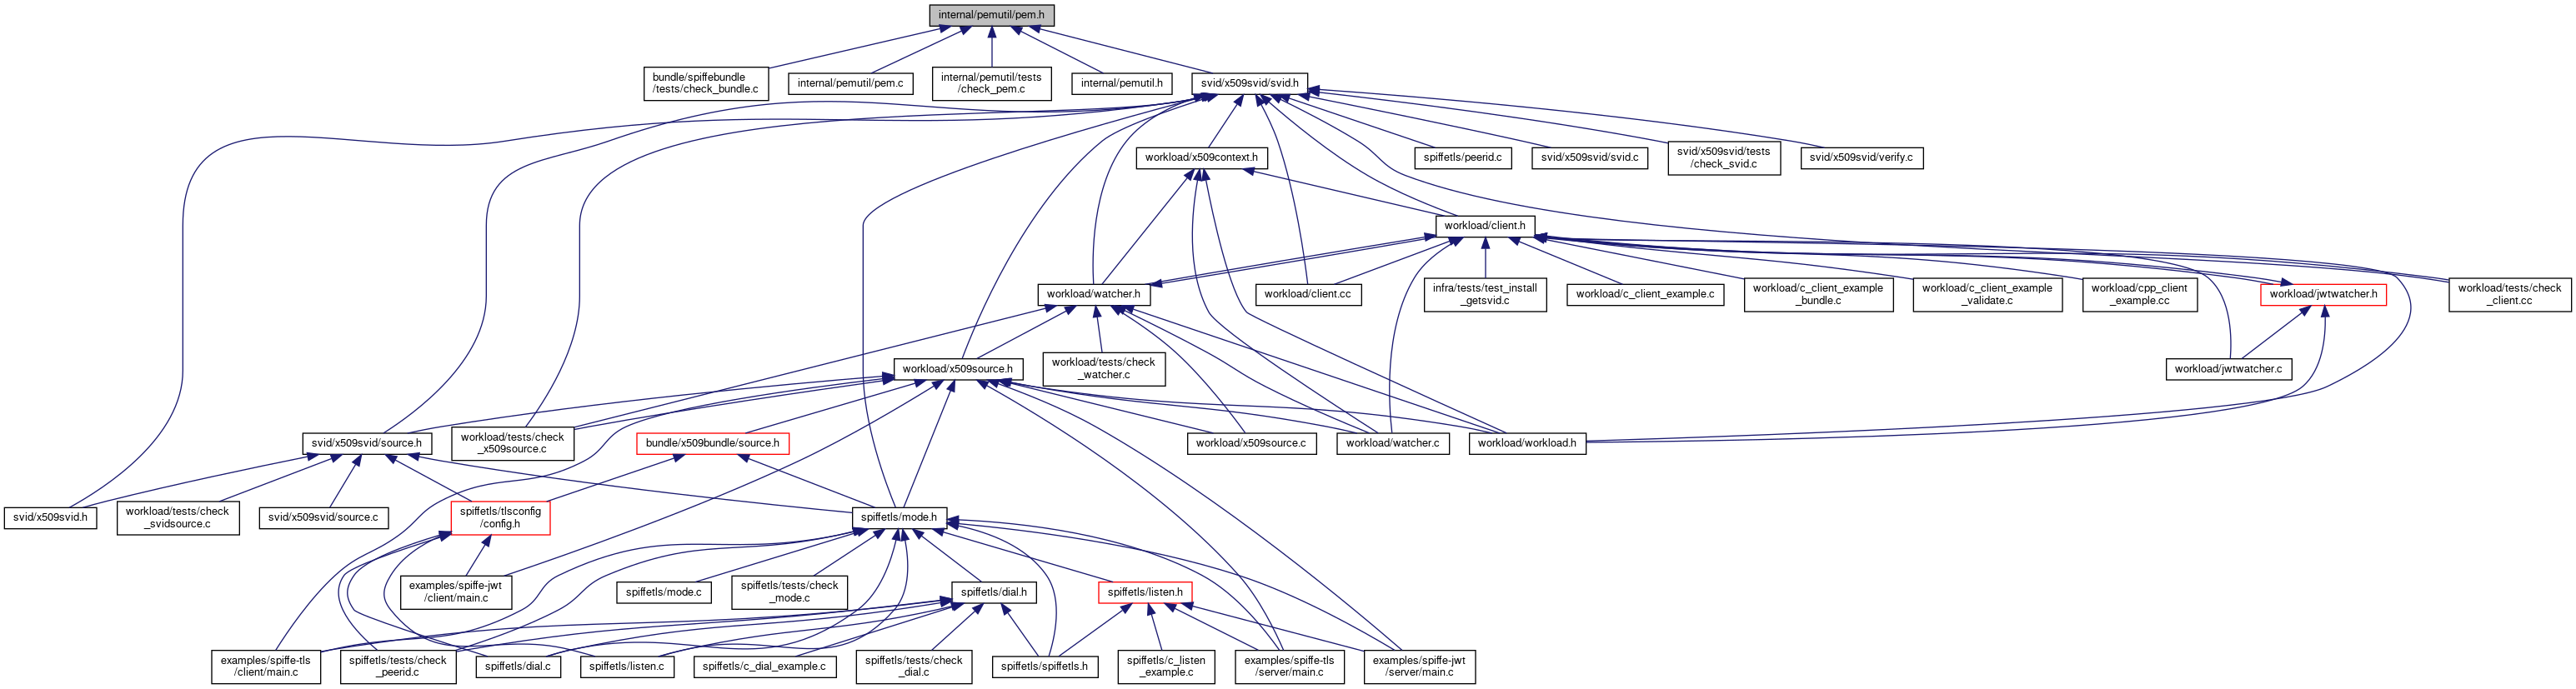 internal/pemutil/pem.h
bundle/spiffebundle
/tests/check_bundle.c
internal/pemutil/pem.c
internal/pemutil/tests
/check_pem.c
internal/pemutil.h
svid/x509svid/svid.h
workload/x509context.h
spiffetls/peerid.c
svid/x509svid/svid.c
svid/x509svid/tests
/check_svid.c
svid/x509svid/verify.c
workload/client.h
workload/watcher.h
workload/client.cc
infra/tests/test_install
_getsvid.c
workload/c_client_example.c
workload/c_client_example
_bundle.c
workload/c_client_example
_validate.c
workload/cpp_client
_example.cc
workload/jwtwatcher.h
workload/tests/check
_client.cc
workload/x509source.h
workload/tests/check
_watcher.c
workload/jwtwatcher.c
svid/x509svid/source.h
workload/tests/check
_x509source.c
bundle/x509bundle/source.h
workload/x509source.c
workload/watcher.c
workload/workload.h
svid/x509svid.h
workload/tests/check
_svidsource.c
svid/x509svid/source.c
spiffetls/tlsconfig
/config.h
spiffetls/mode.h
examples/spiffe-jwt
/client/main.c
spiffetls/mode.c
spiffetls/tests/check
_mode.c
spiffetls/dial.h
spiffetls/listen.h
examples/spiffe-tls
/client/main.c
spiffetls/tests/check
_peerid.c
spiffetls/dial.c
spiffetls/listen.c
spiffetls/c_dial_example.c
spiffetls/tests/check
_dial.c
spiffetls/spiffetls.h
spiffetls/c_listen
_example.c
examples/spiffe-tls
/server/main.c
examples/spiffe-jwt
/server/main.c